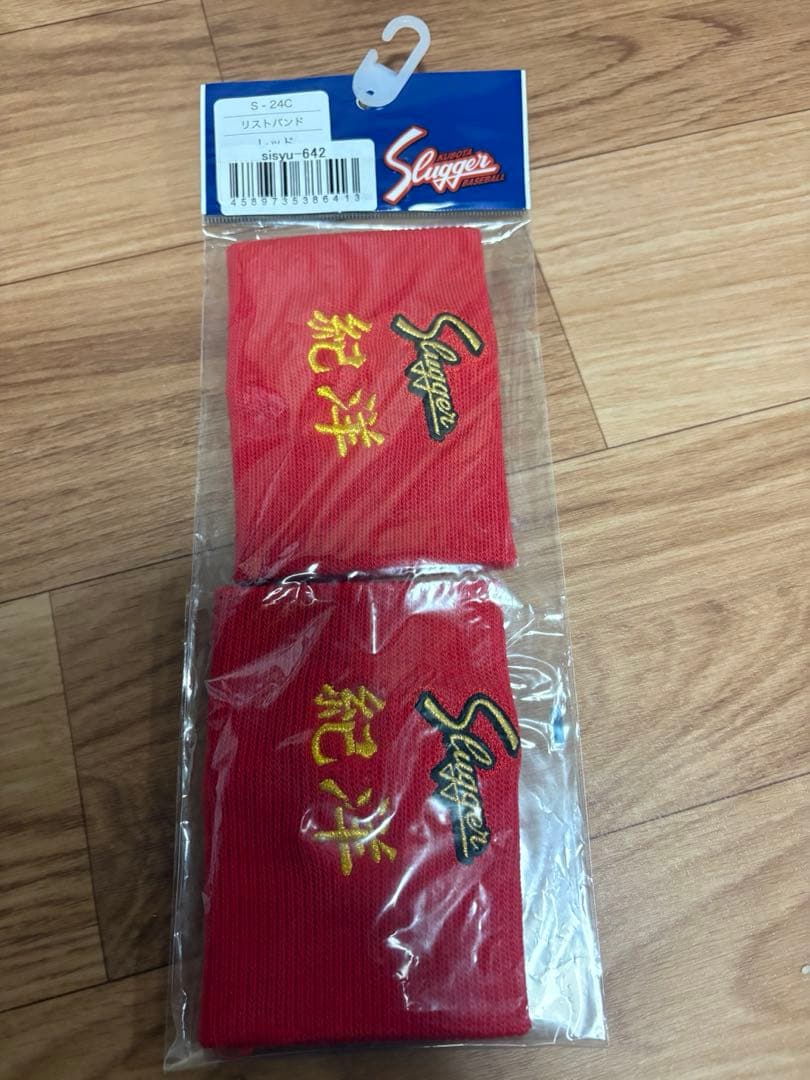 S-24C
リストバンド
sisyu-642
4589735386413
KUBOTA
Slugger
BASEBALL
Slugger
紀洋
Slugger
紀洋